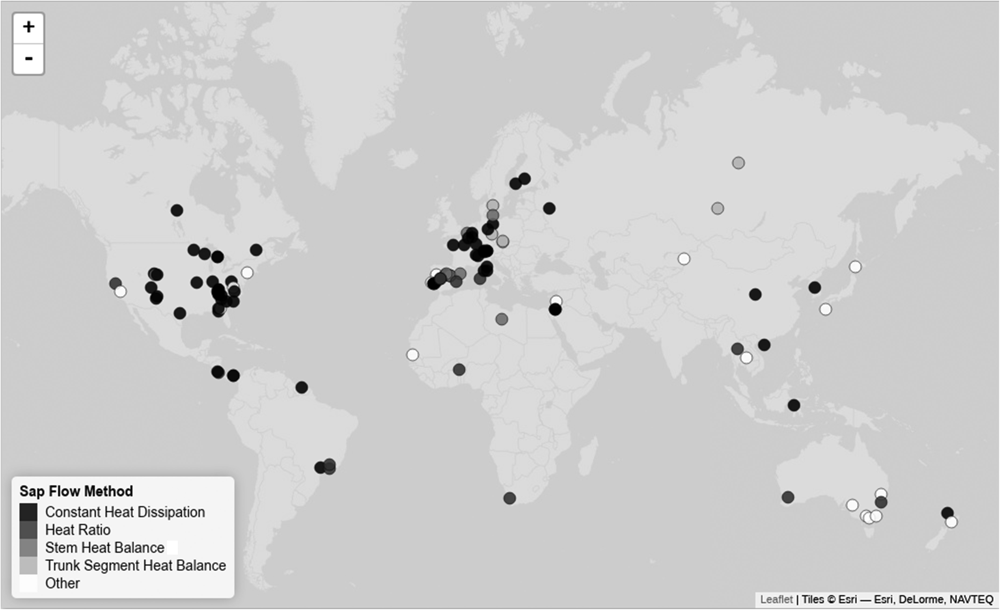 +
-
Sap Flow Method
Constant Heat Dissipation
Heat Ratio
Stem Heat Balance
Trunk Segment Heat Balance
Other
Leaflet | Tiles © Esri — Esri, DeLorme, NAVTEQ